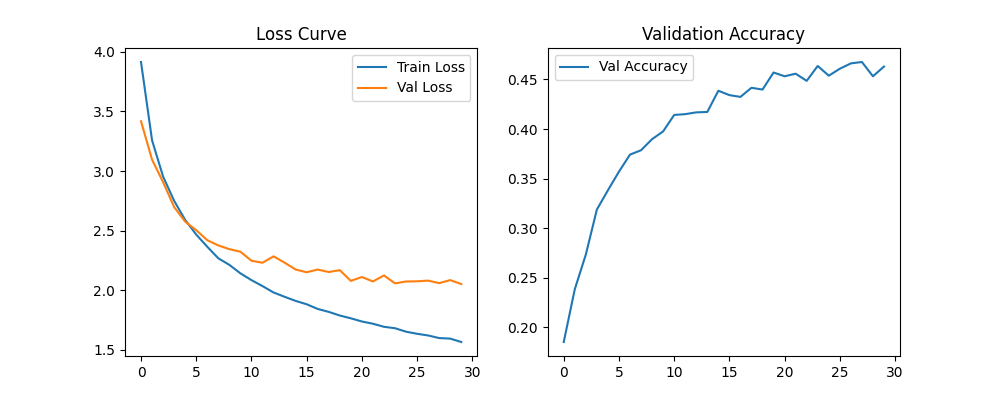 Loss Curve
Train Loss
Val Loss
4.0
3.5
3.0
2.5
2.0
1.5
0 5 10 15 20 25 30
Validation Accuracy
Val Accuracy
0.45
0.40
0.35
0.30
0.25
0.20
0 5 10 15 20 25 30